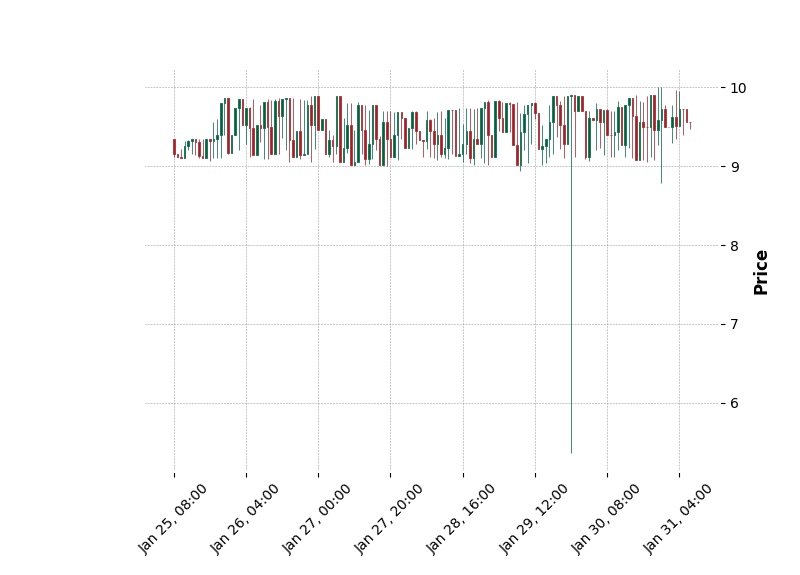 10
9
8
7
6
Price
Jan 25, 08:00
Jan 26, 04:00
Jan 27, 00:00
Jan 27, 20:00
Jan 28, 16:00
Jan 29, 12:00
Jan 30, 08:00
Jan 31, 04:00